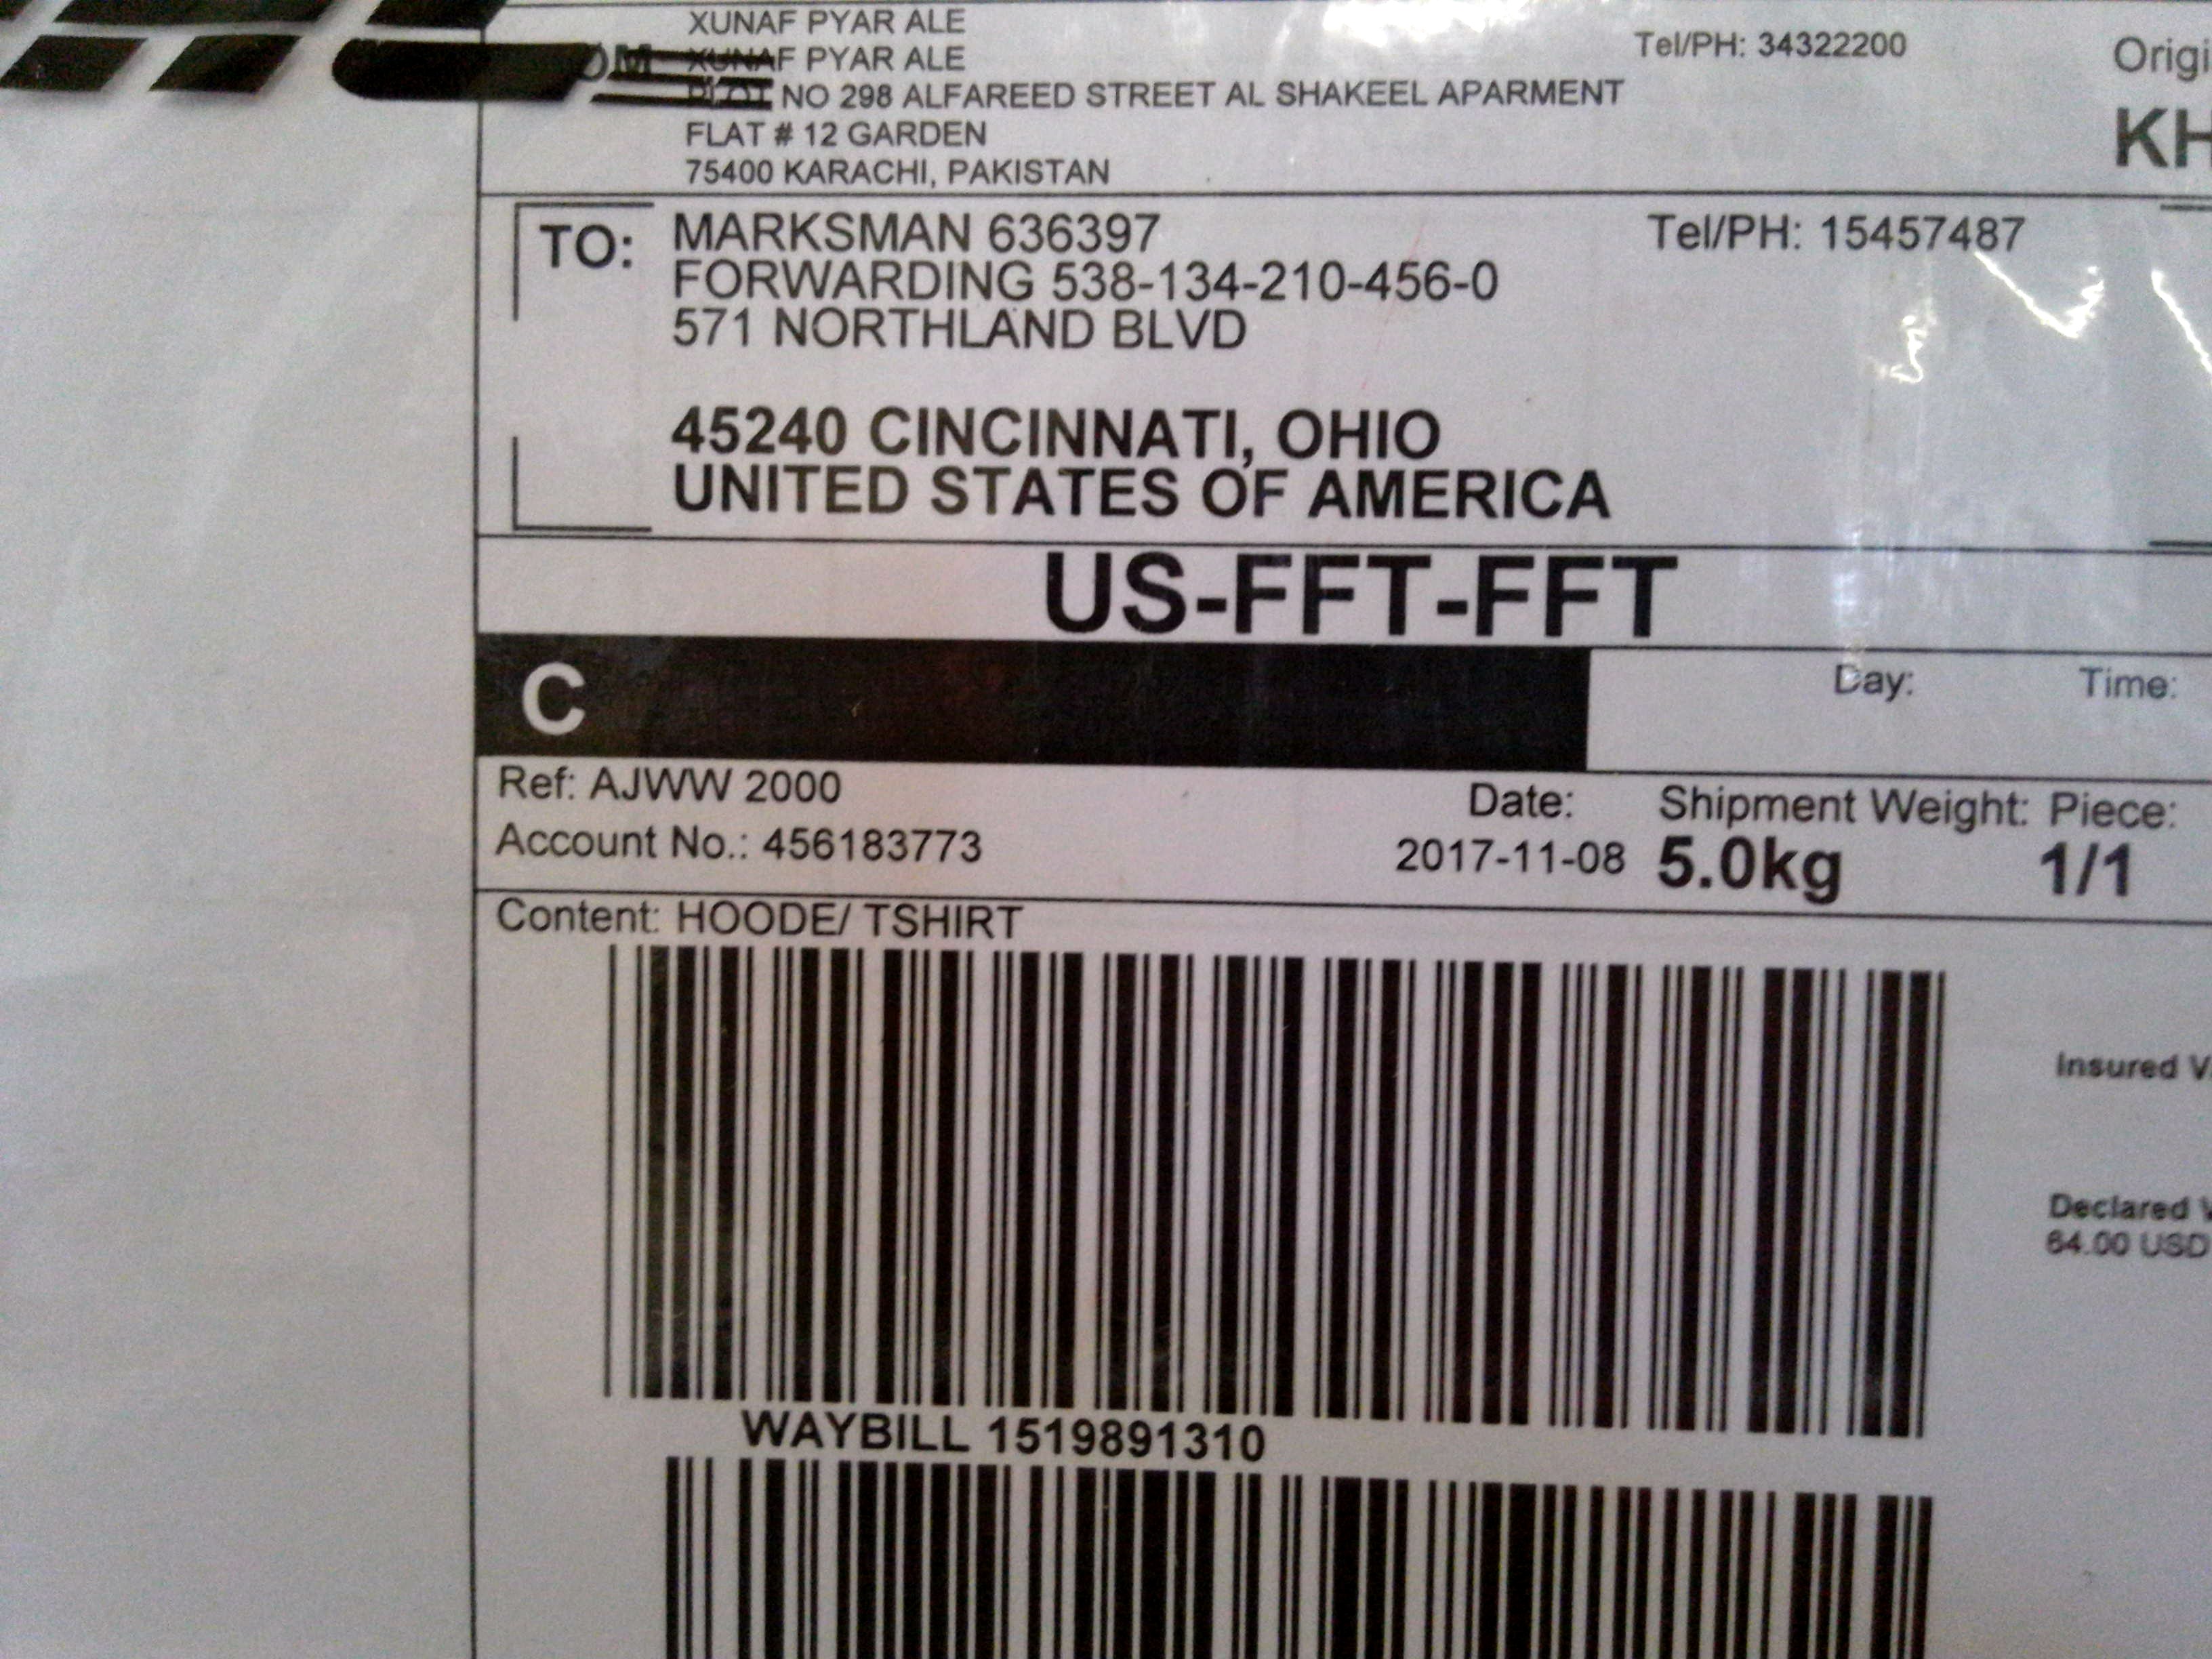 XUNAF PYAR ALE
XUNAF PYAR ALE
PLOT NO 298 ALFAREED STREET AL SHAKEEL APARMENT
FLAT # 12 GARDEN
75400 KARACHI, PAKISTAN
Tel/PH: 34322200
Origi
KH
TO:
MARKSMAN 636397
FORWARDING 538-134-210-456-0
571 NORTHLAND BLVD
45240 CINCINNATI, OHIO
UNITED STATES OF AMERICA
Tel/PH: 15457487
US-FFT-FFT
C
Day: Time:
Ref: AJWW 2000
Account No.: 456183773
Date:
2017-11-08
Shipment Weight:
5.0kg
Piece:
1/1
Content: HOODE/ TSHIRT
Insured V
WAYBILL 1519891310
Declared V
64.00 USD